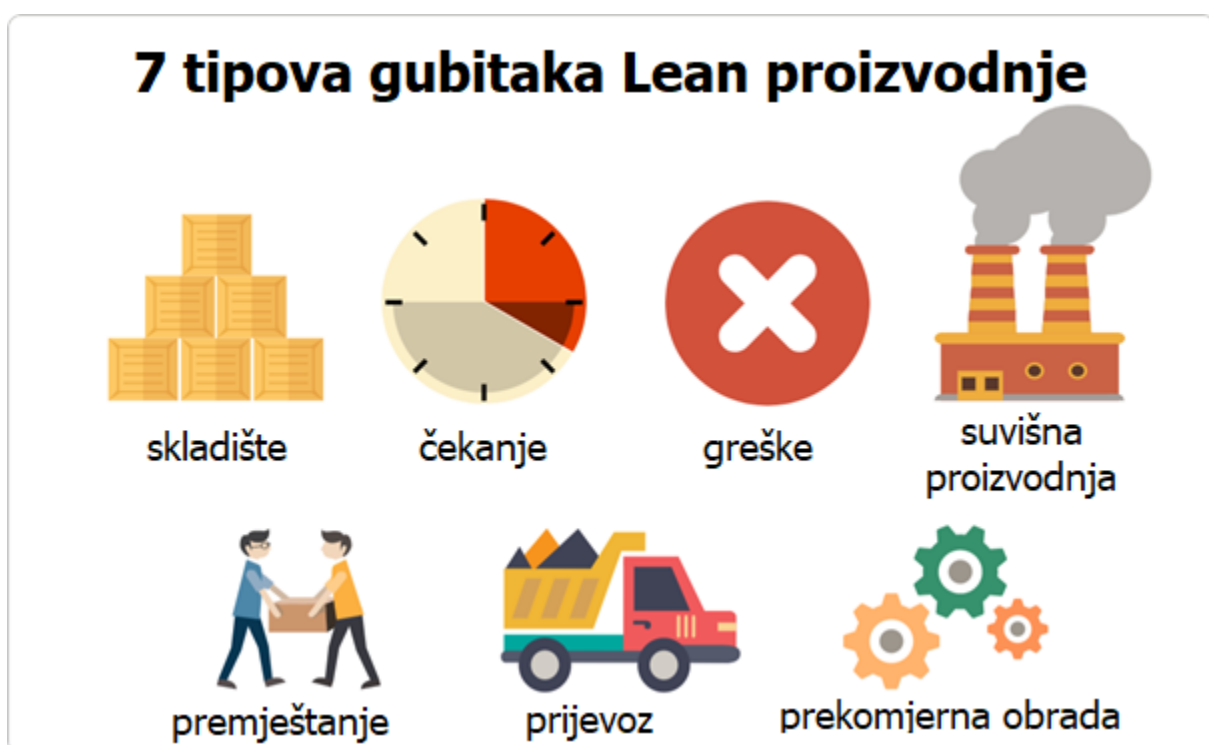 7 tipova gubitaka Lean proizvodnje
skladište
čekanje
greške
suvišna
proizvodnja
premještanje
prijevoz
prekomjerna obrada